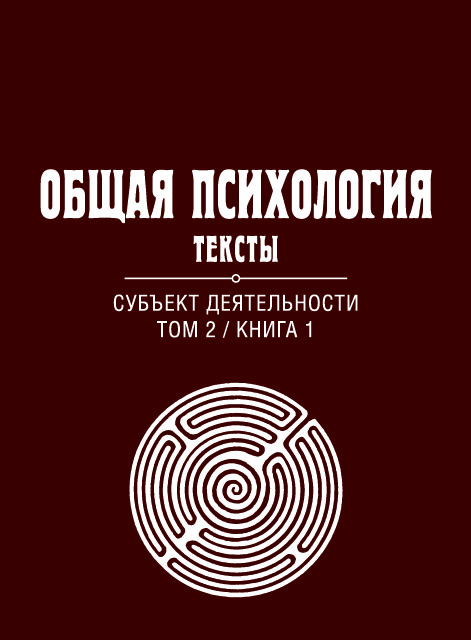 ОБЩАЯ ПСИХОЛОГИЯ
ТЕКСТЫ
СУБЪЕКТ ДЕЯТЕЛЬНОСТИ
ТОМ 2 / КНИГА 1